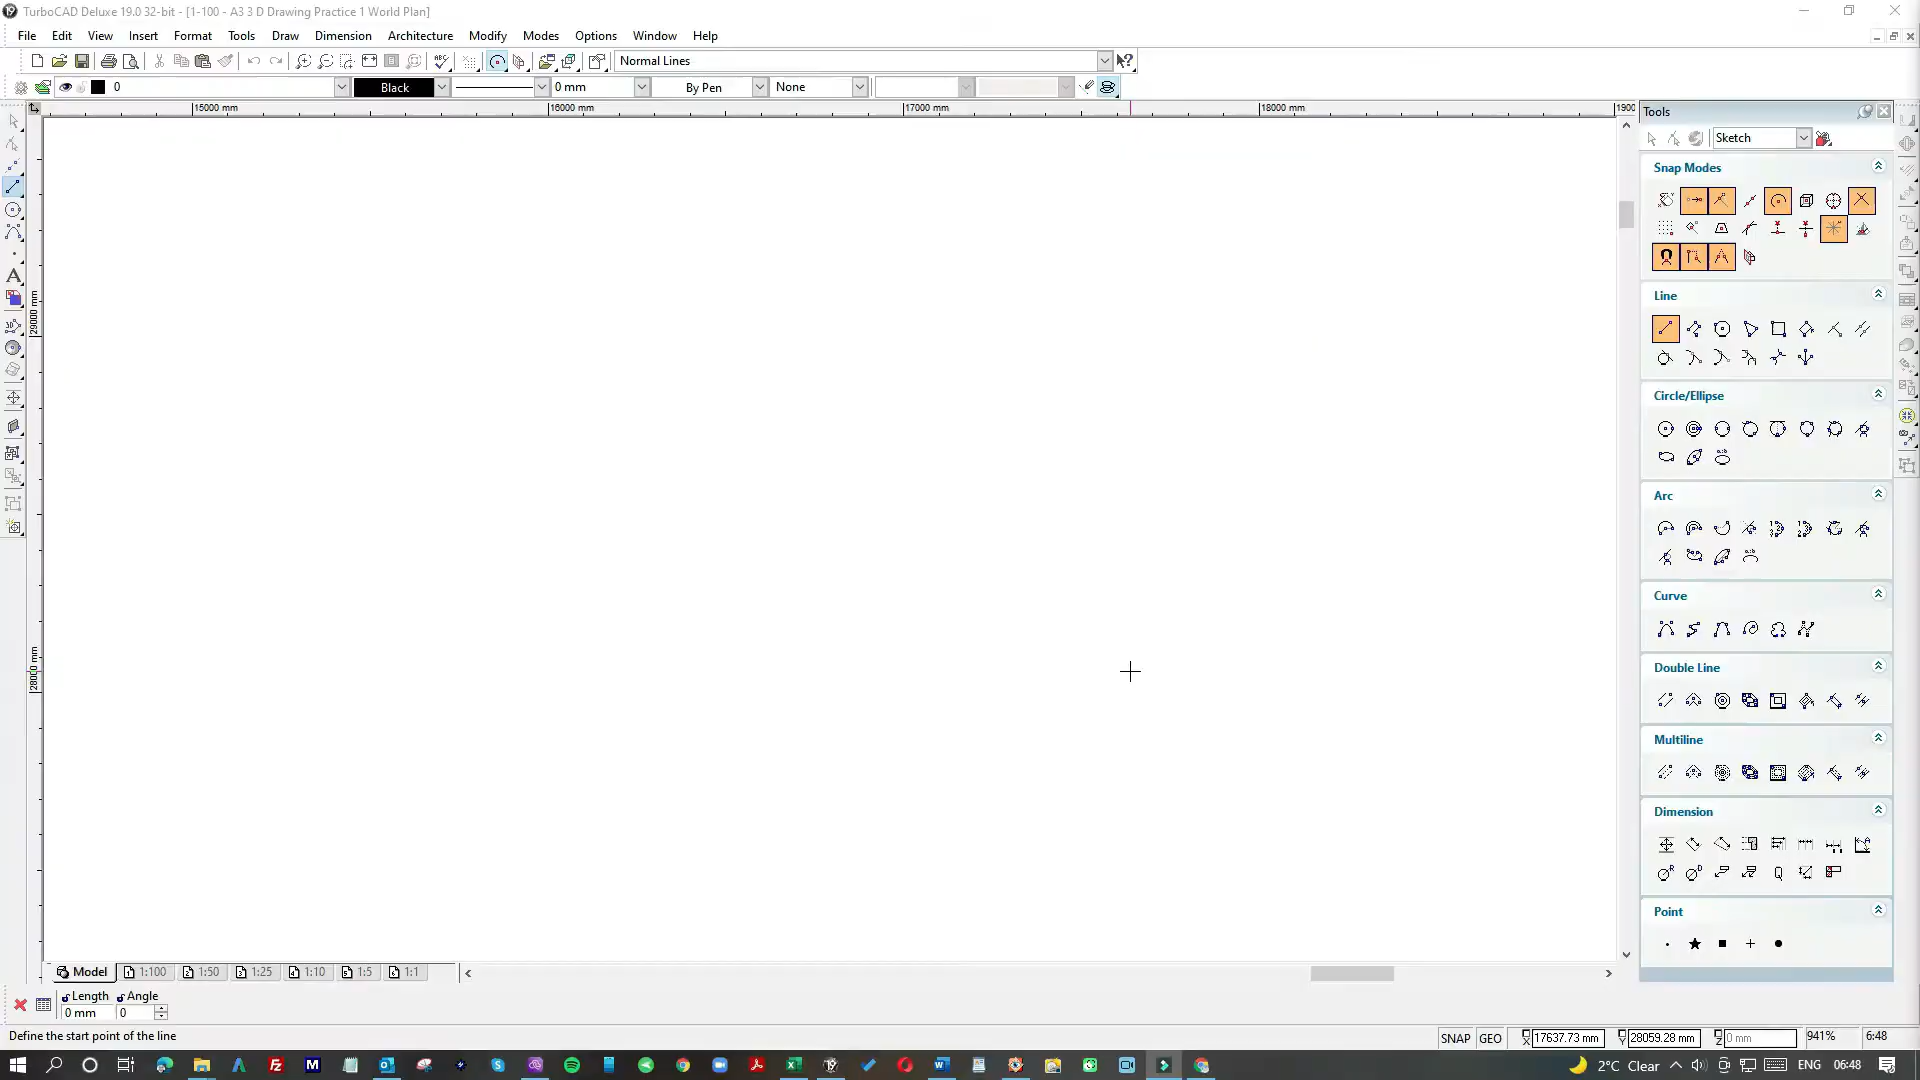 TurboCAD Deluxe 19.0 32-bit - [1-100 - A3 3 D Drawing Practice 1 World Plan]
File Edit View Insert Format Tools Draw Dimension Architecture Modify Modes Options Window Help
Normal Lines
0 Black 0 mm By Pen None
15000 mm 16000 mm 17000 mm 18000 mm 1900
29000 mm
28000 mm
Tools
Sketch
Snap Modes
Line
Circle/Ellipse
Arc
Curve
Double Line
Multiline
Dimension
Point
Model 1:100 1:50 1:25 1:10 1:5 1:1
Length Angle
0 mm 0
Define the start point of the line
SNAP GEO 17637.73 mm 28059.28 mm 0 mm 941% 6:48
2°C Clear ENG 06:48